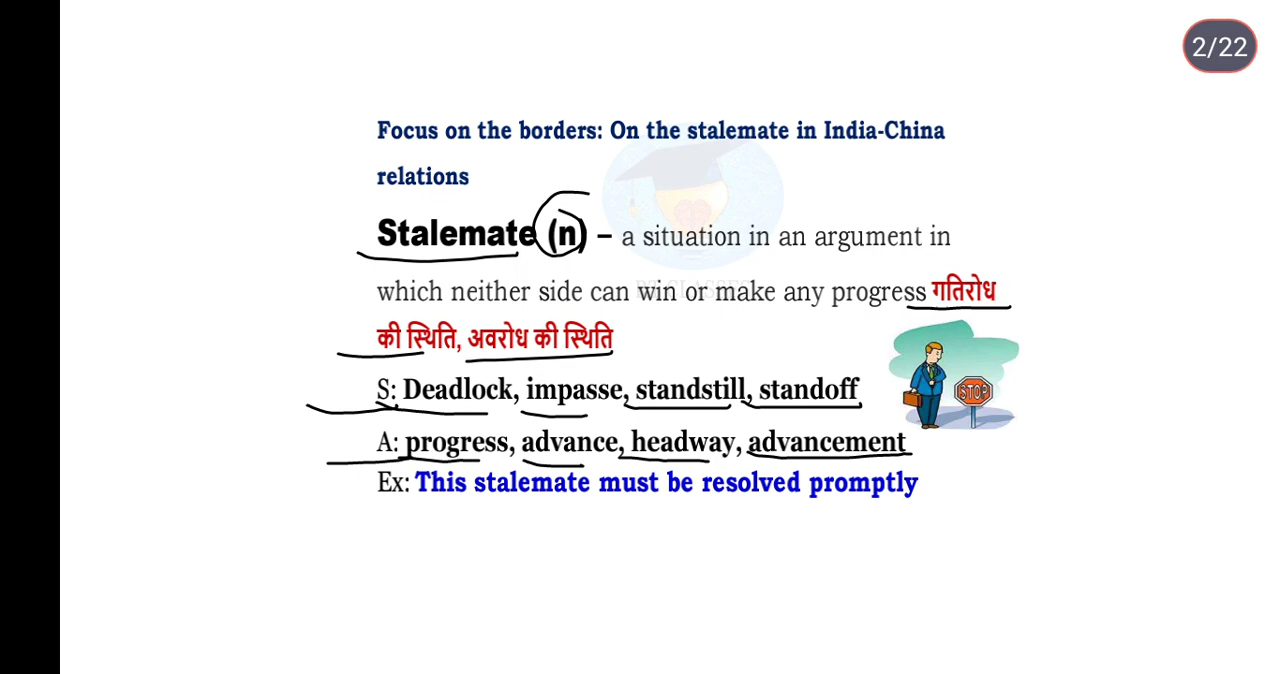 2/22
Focus on the borders: On the stalemate in India-China
relations
Stalemate (n) – a situation in an argument in
which neither side can win or make any progress गतिरोध
की स्थिति, अवरोध की स्थिति
S: Deadlock, impasse, standstill, standoff
STOP
A: progress, advance, headway, advancement
Ex: This stalemate must be resolved promptly